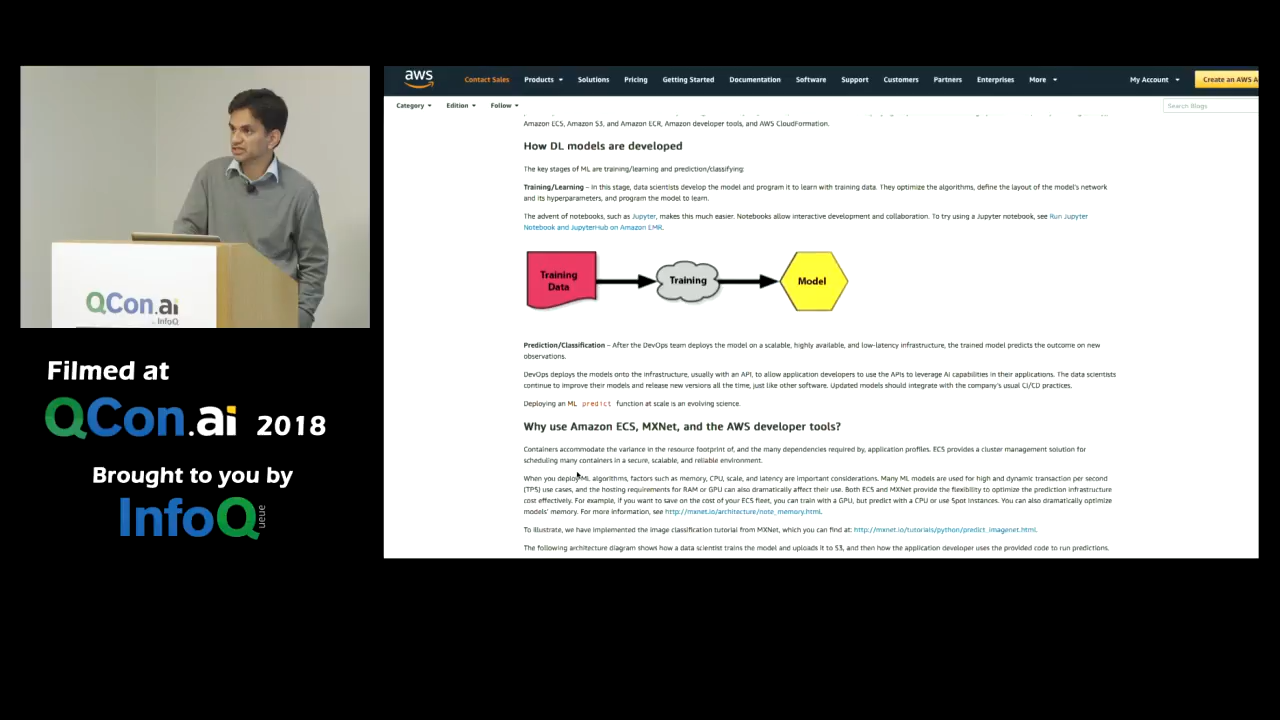 QCon.ai
InfoQ
Filmed at
QCon.ai 2018
Brought to you by
InfoQ
ueue
aws
Contact Sales Products Solutions Pricing Getting Started Documentation Software Support Customers Partners Enterprises More My Account Create an AWS A
Category Edition Follow Search Blogs
Amazon ECS, Amazon S3, and Amazon ECR, Amazon developer tools, and AWS CloudFormation.
How DL models are developed
The key stages of ML are training/learning and prediction/classifying:
Training/Learning – In this stage, data scientists develop the model and program it to learn with training data. They optimize the algorithms, define the layout of the model's network
and its hyperparameters, and program the model to learn.
The advent of notebooks, such as Jupyter, makes this much easier. Notebooks allow interactive development and collaboration. To try using a Jupyter notebook, see Run Jupyter
Notebook and JupyterHub on Amazon EMR.
Training
Data
Training
Model
Prediction/Classification – After the DevOps team deploys the model on a scalable, highly available, and low-latency infrastructure, the trained model predicts the outcome on new
observations.
DevOps deploys the models onto the infrastructure, usually with an API, to allow application developers to use the APIs to leverage AI capabilities in their applications. The data scientists
continue to improve their models and release new versions all the time, just like other software. Updated models should integrate with the company's usual CI/CD practices.
Deploying an ML predict function at scale is an evolving science.
Why use Amazon ECS, MXNet, and the AWS developer tools?
Containers accommodate the variance in the resource footprint of, and the many dependencies required by, application profiles. ECS provides a cluster management solution for
scheduling many containers in a secure, scalable, and reliable environment.
When you deploy ML algorithms, factors such as memory, CPU, scale, and latency are important considerations. Many ML models are used for high and dynamic transaction per second
(TPS) use cases, and the hosting requirements for RAM or GPU can also dramatically affect their use. Both ECS and MXNet provide the flexibility to optimize the prediction infrastructure
cost effectively. For example, if you want to save on the cost of your ECS fleet, you can train with a GPU, but predict with a CPU or use Spot Instances. You can also dramatically optimize
models' memory. For more information, see http://mxnet.io/architecture/note_memory.html.
To illustrate, we have implemented the image classification tutorial from MXNet, which you can find at: http://mxnet.io/tutorials/python/predict_imagenet.html.
The following architecture diagram shows how a data scientist trains the model and uploads it to S3, and then how the application developer uses the provided code to run predictions.